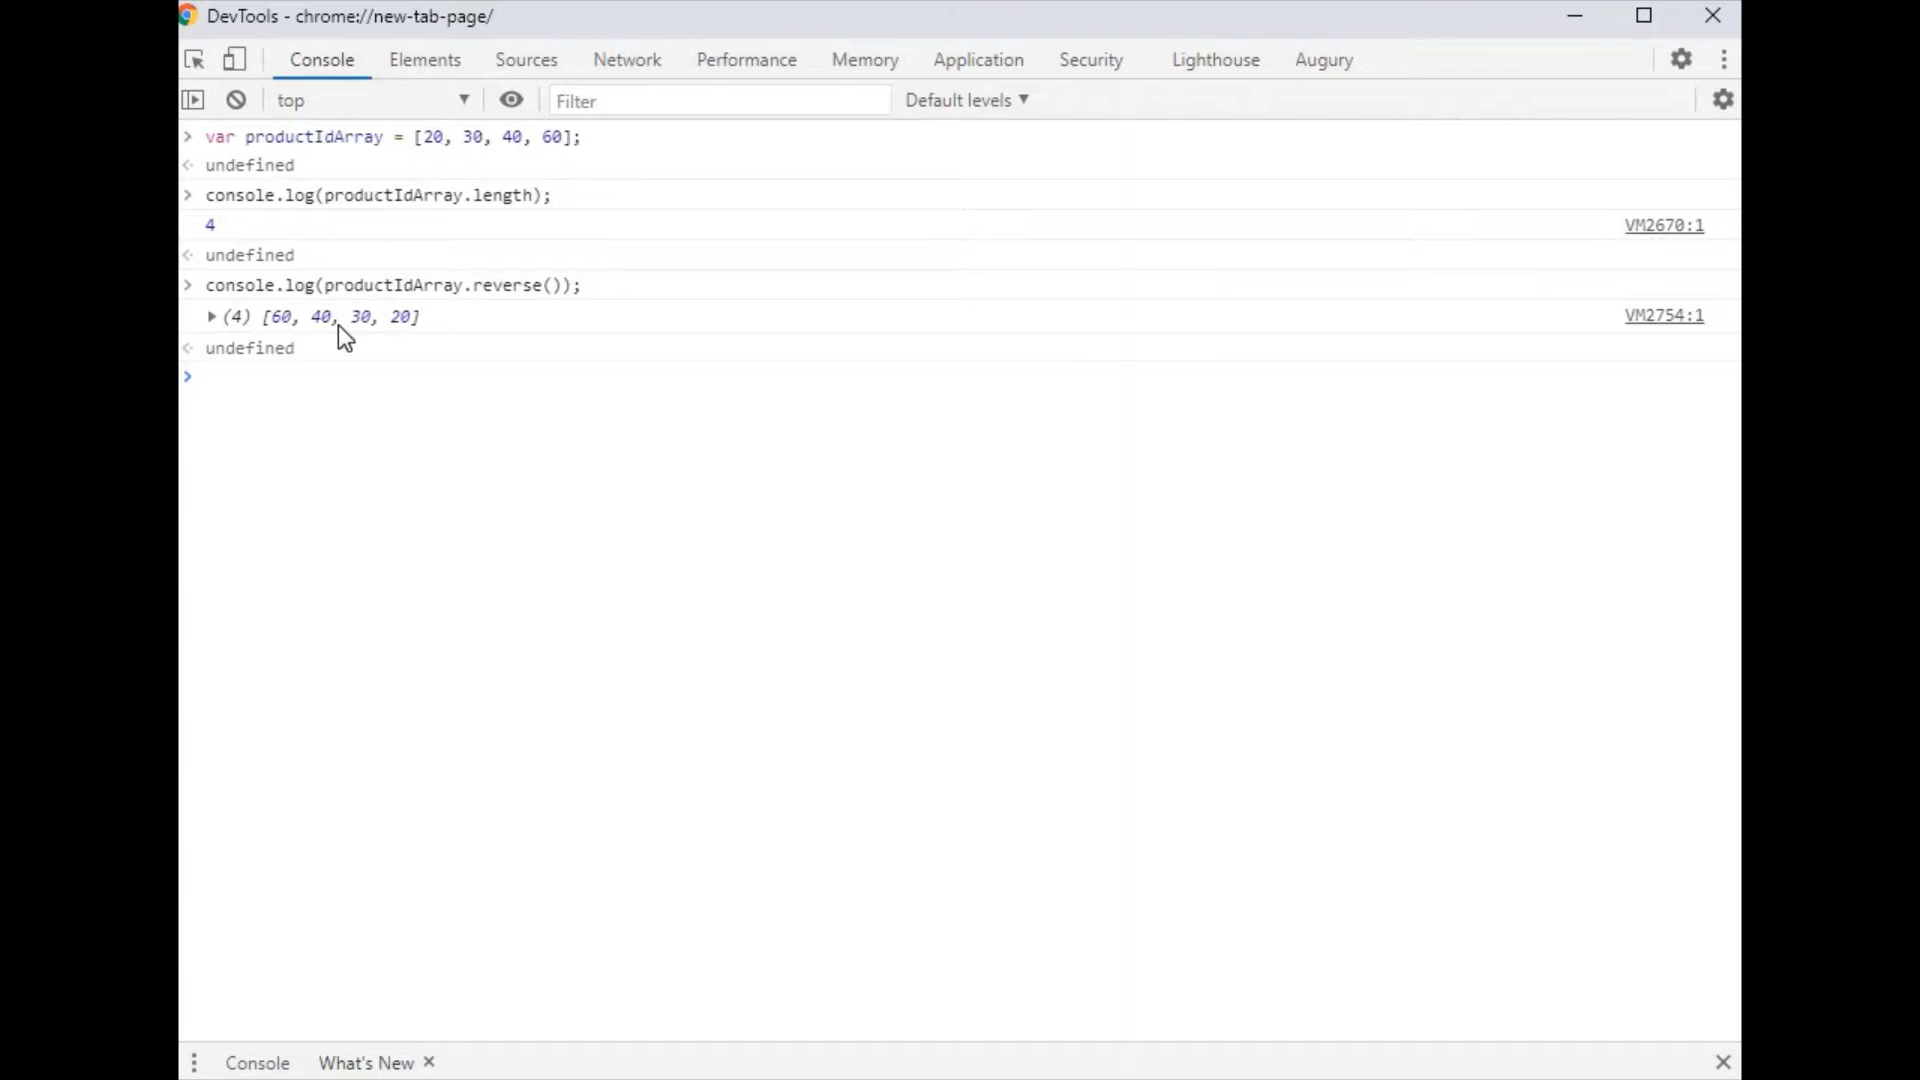 DevTools - chrome://new-tab-page/
Console Elements Sources Network Performance Memory Application Security Lighthouse Augury
top Filter Default levels
> var productIdArray = [20, 30, 40, 60];
undefined
> console.log(productIdArray.length);
4 VM2670:1
undefined
> console.log(productIdArray.reverse());
(4) [60, 40, 30, 20] VM2754:1
undefined
>
Console What's New